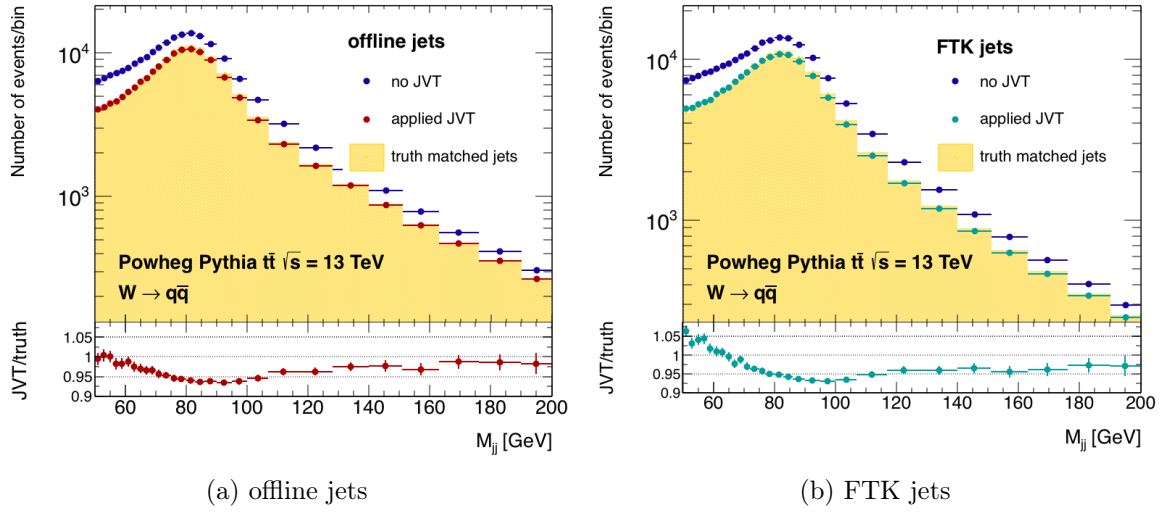 Number of events/bin
10⁴
10³
offline jets
no JVT
applied JVT
truth matched jets
Powheg Pythia tt̄ √s = 13 TeV
W → qq̄
JVT/truth
1.05
1
0.95
0.9
60 80 100 120 140 160 180 200
M_jj [GeV]
(a) offline jets
Number of events/bin
10⁴
10³
FTK jets
no JVT
applied JVT
truth matched jets
Powheg Pythia tt̄ √s = 13 TeV
W → qq̄
JVT/truth
1.05
1
0.95
0.9
60 80 100 120 140 160 180 200
M_jj [GeV]
(b) FTK jets